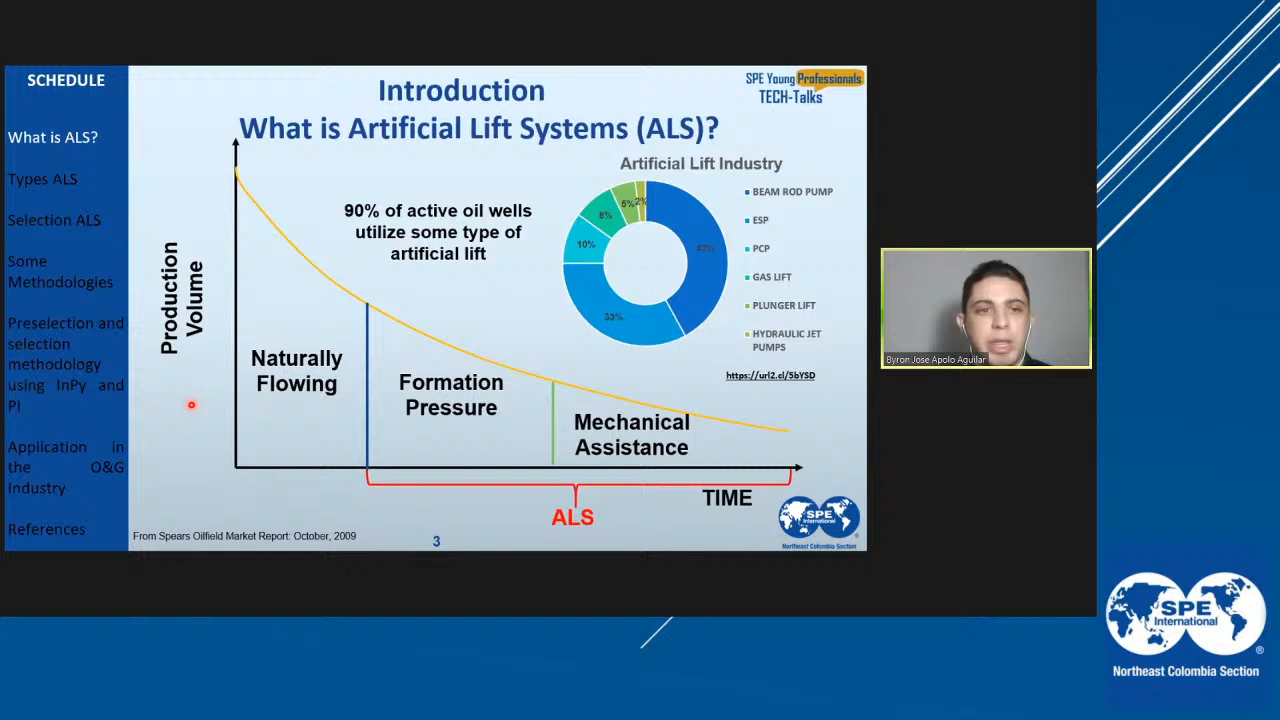 SCHEDULE
What is ALS?
Types ALS
Selection ALS
Some
Methodologies
Preselection and
selection
methodology
using InPy and
PI
Application in
the O&G
Industry
References
Introduction
What is Artificial Lift Systems (ALS)?
SPE Young Professionals
TECH-Talks
Production
Volume
90% of active oil wells
utilize some type of
artificial lift
Artificial Lift Industry
5%
2%
8%
10%
33%
BEAM ROD PUMP
ESP
PCP
GAS LIFT
PLUNGER LIFT
HYDRAULIC JET
PUMPS
https://url2.cl/5bYSD
Naturally
Flowing
Formation
Pressure
Mechanical
Assistance
TIME
ALS
From Spears Oilfield Market Report: October, 2009
3
SPE
International
Northeast Colombia Section
Byron Jose Apolo Aguilar
SPE
International
®
Northeast Colombia Section